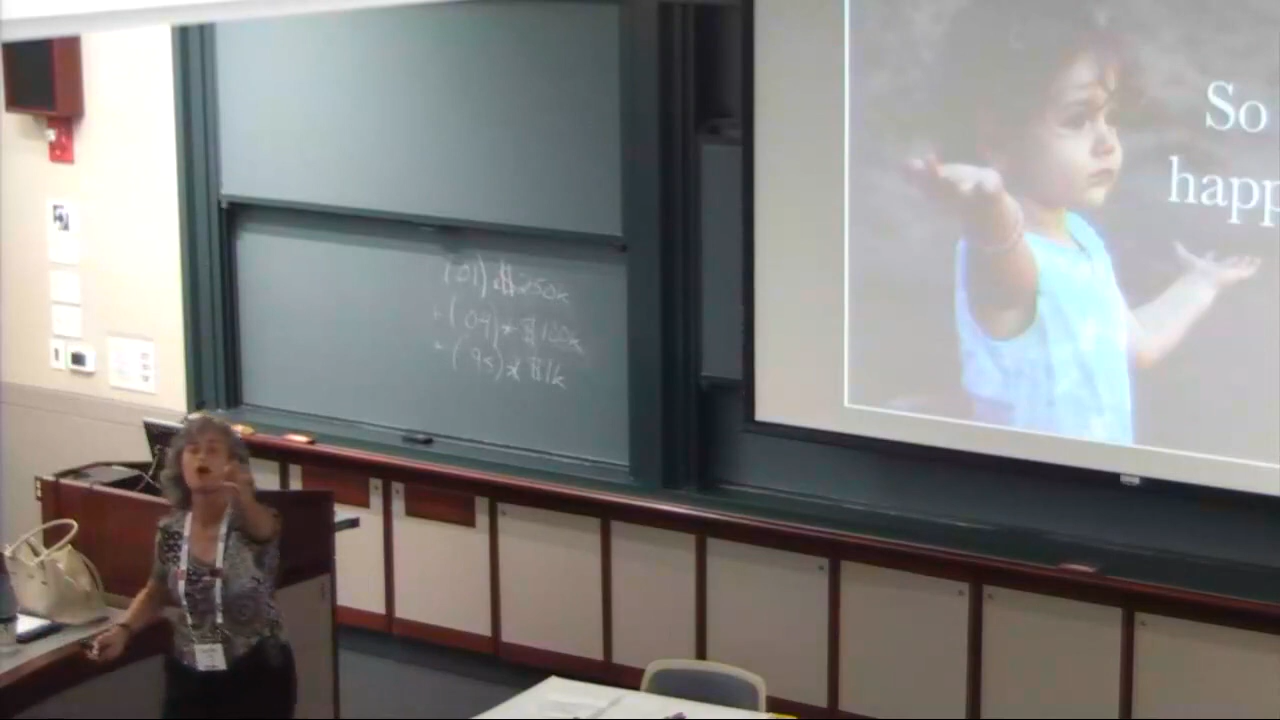 (.01) $250k
+ (.04) x $100k
+ (.95) x $1k
So
happ